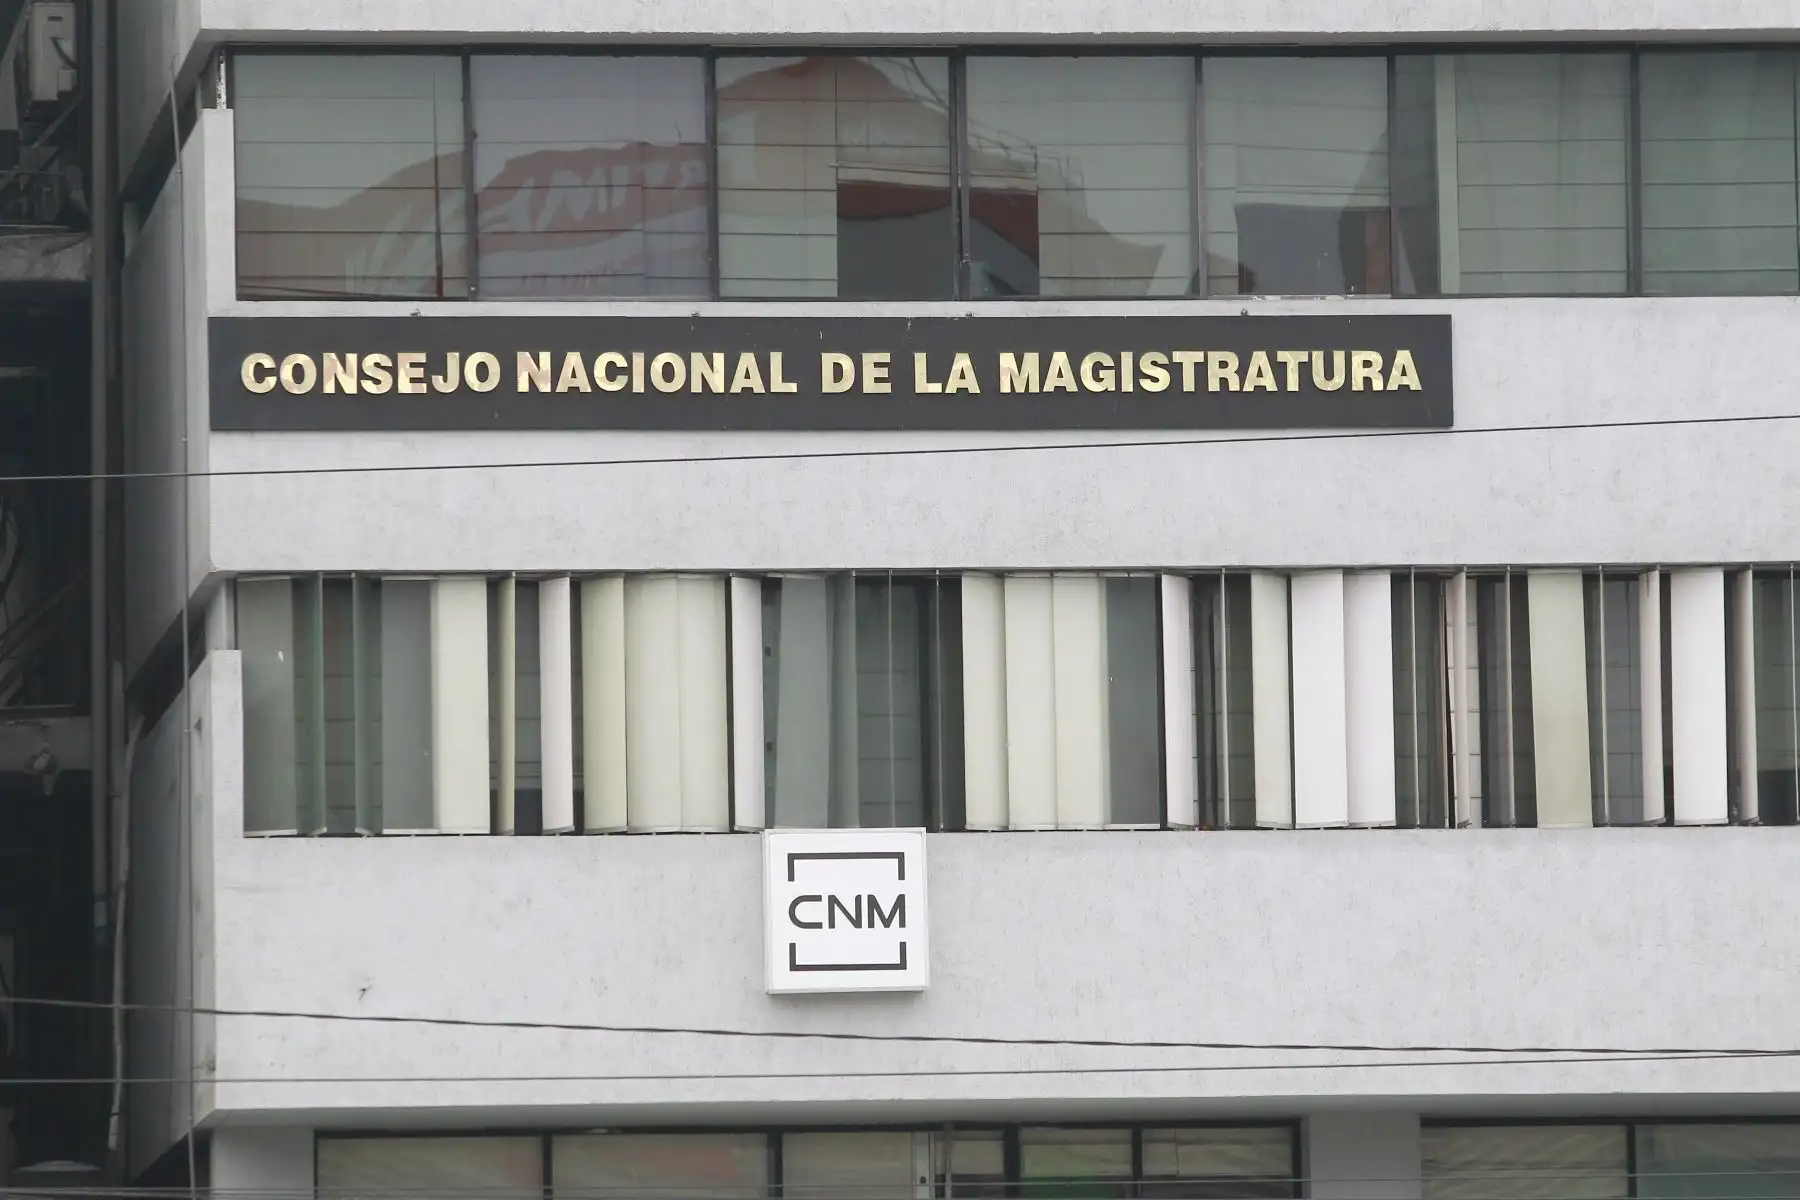 CONSEJO NACIONAL DE LA MAGISTRATURA
CNM